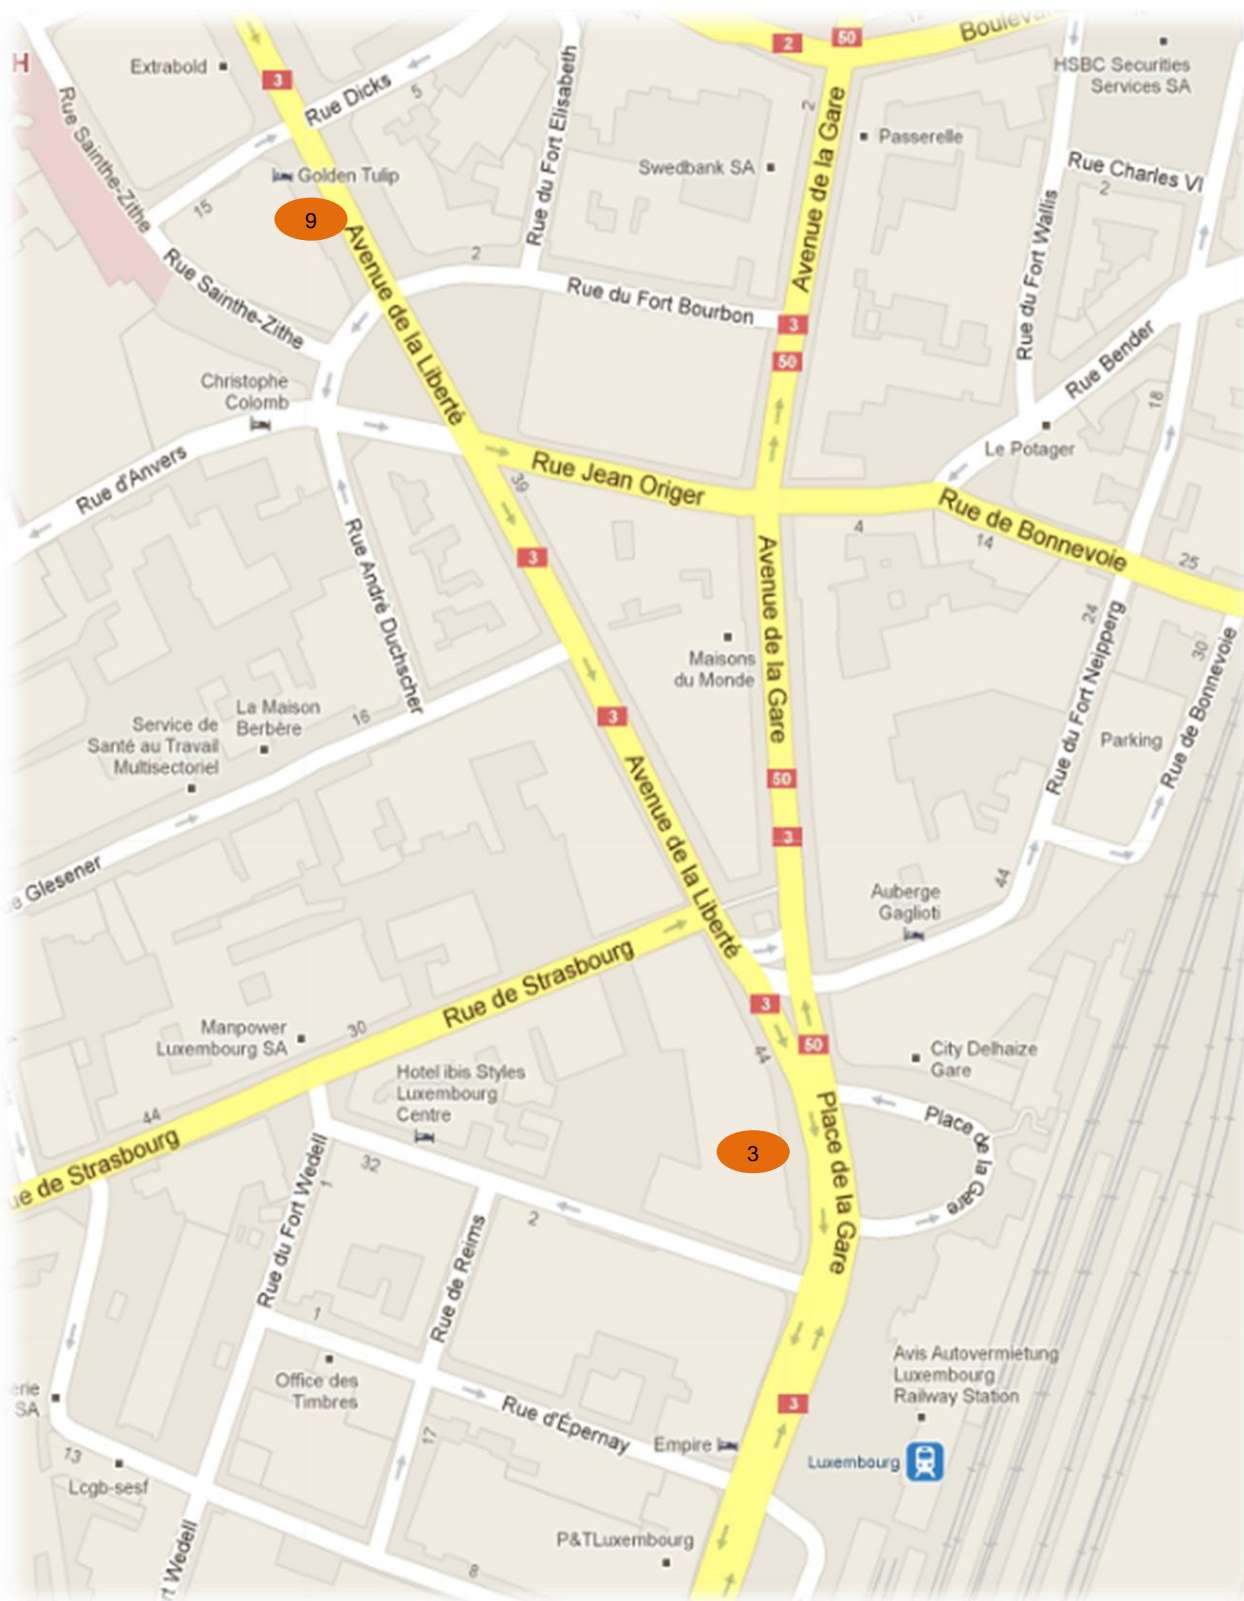 H
Extrabold
3
Rue Dicks
5
Rue du Fort Elisabeth
2
50
Boulevard
HSBC Securities
Services SA
Rue Sainthe-Zithe
Golden Tulip
15
9
Swedbank SA
2
Avenue de la Gare
Passerelle
Rue Charles VI
2
Rue du Fort Wallis
Rue Sainthe-Zithe
Avenue de la Liberté
2
Rue du Fort Bourbon
3
50
Rue Bender
18
Christophe
Colomb
Le Potager
Rue d'Anvers
Rue Jean Origer
39
4
Rue de Bonnevoie
14
25
3
Rue André Duchscher
Avenue de la Gare
Maisons
du Monde
24
Rue du Fort Neipperg
30
Rue de Bonnevoie
Parking
La Maison
Berbère
16
Service de
Santé au Travail
Multisectoriel
3
Avenue de la Liberté
50
3
ue Glesener
Auberge
Gaglioti
44
Rue de Strasbourg
30
Manpower
Luxembourg SA
3
50
44
City Delhaize
Gare
Hotel ibis Styles
Luxembourg
Centre
44
ue de Strasbourg
Place de la Gare
Place de la Gare
3
32
Rue du Fort Wedell
1
2
Rue de Reims
1
Office des
Timbres
Avis Autovermietung
Luxembourg
Railway Station
erie
SA
3
Rue d'Épernay
Empire
Luxembourg
17
13
Lcgb-sesf
P&TLuxembourg
rt Wedell
8